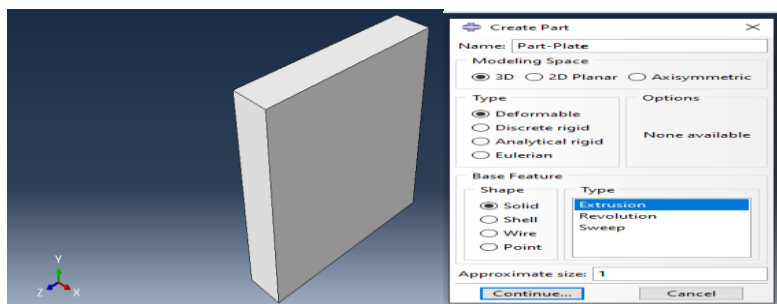 Create Part
Name: Part-Plate
Modeling Space
3D 2D Planar Axisymmetric
Type
Deformable
Discrete rigid
Analytical rigid
Eulerian
Options
None available
Base Feature
Shape
Solid
Shell
Wire
Point
Type
Extrusion
Revolution
Sweep
Approximate size: 1
Continue... Cancel
Y
Z X